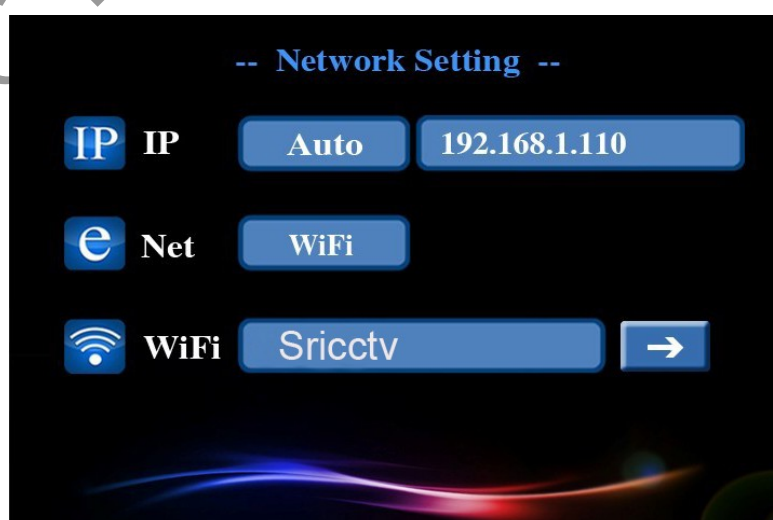 -- Network Setting --
IP IP Auto 192.168.1.110
e Net WiFi
WiFi Sricctv →